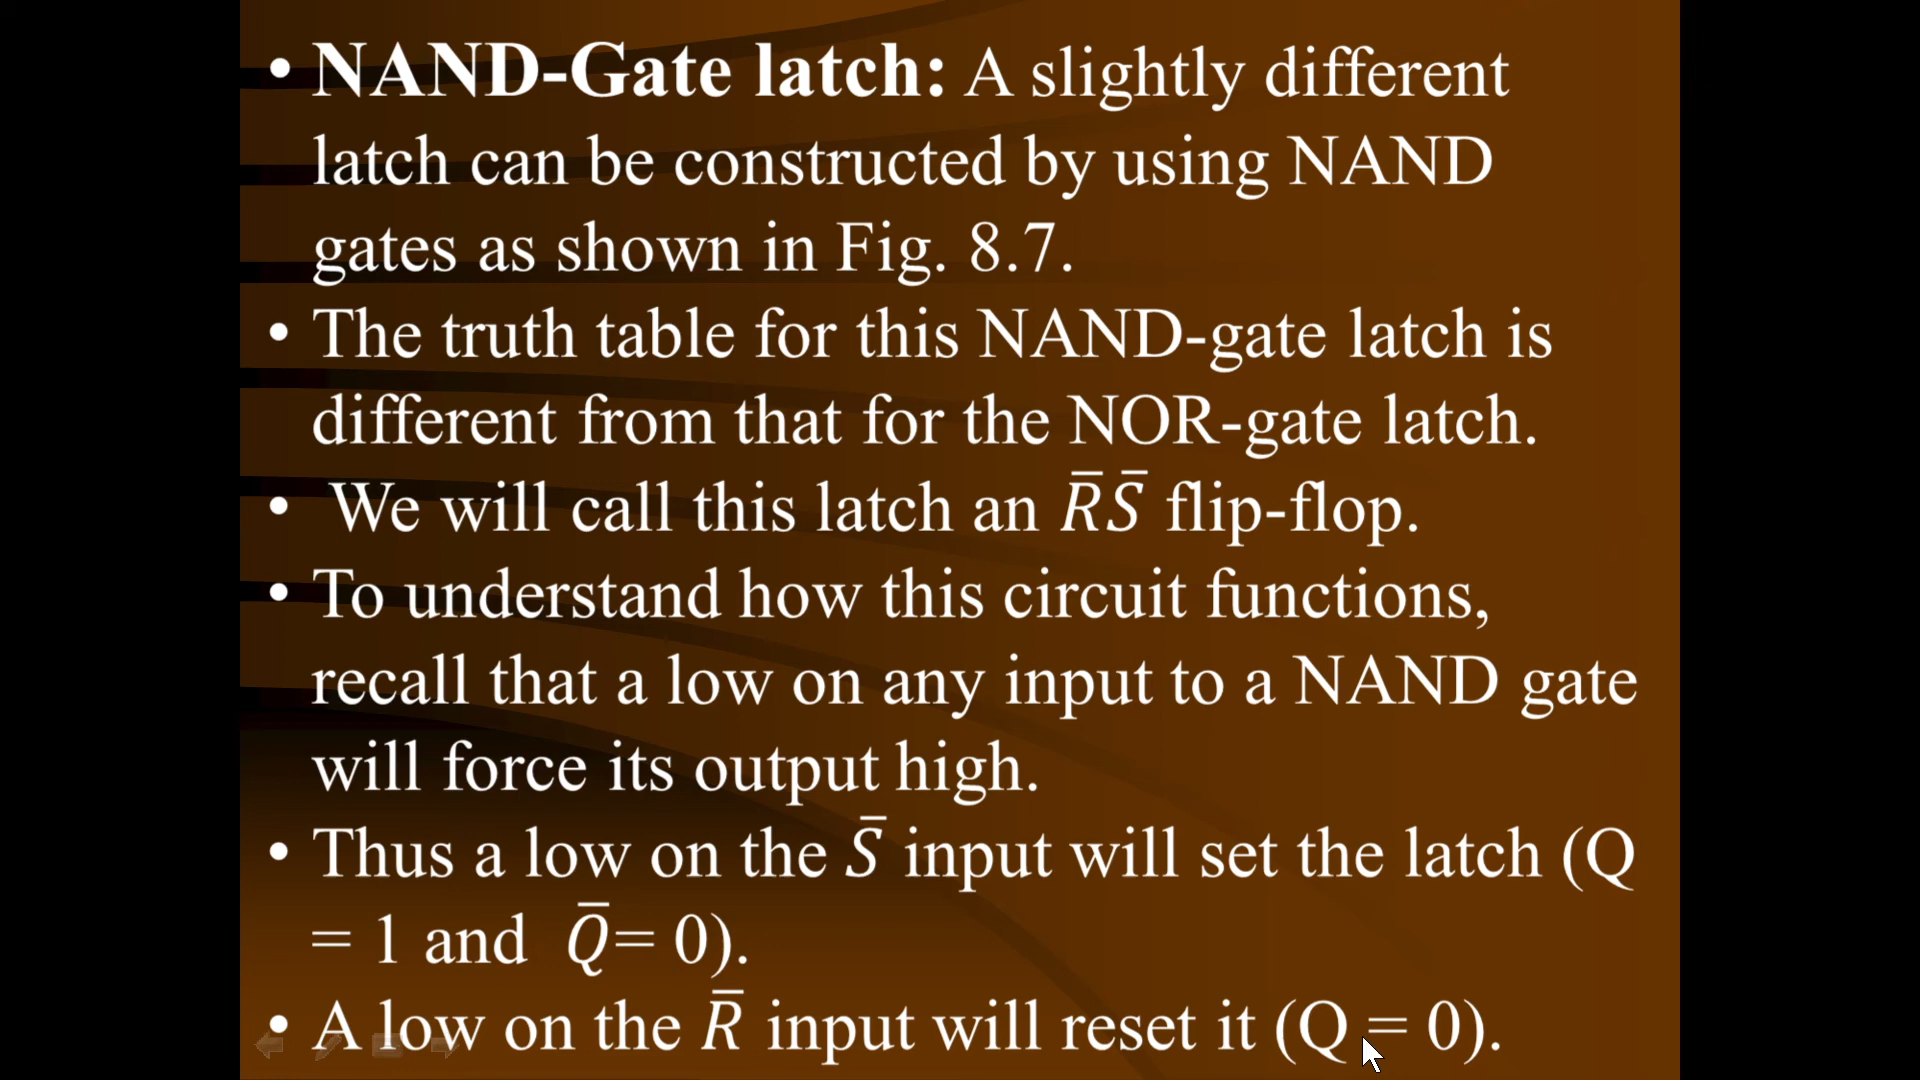 • NAND-Gate latch: A slightly different
latch can be constructed by using NAND
gates as shown in Fig. 8.7.
• The truth table for this NAND-gate latch is
different from that for the NOR-gate latch.
• We will call this latch an R̅S̅ flip-flop.
• To understand how this circuit functions,
recall that a low on any input to a NAND gate
will force its output high.
• Thus a low on the S̅ input will set the latch (Q
= 1 and Q̅= 0).
• A low on the R̅ input will reset it (Q = 0).